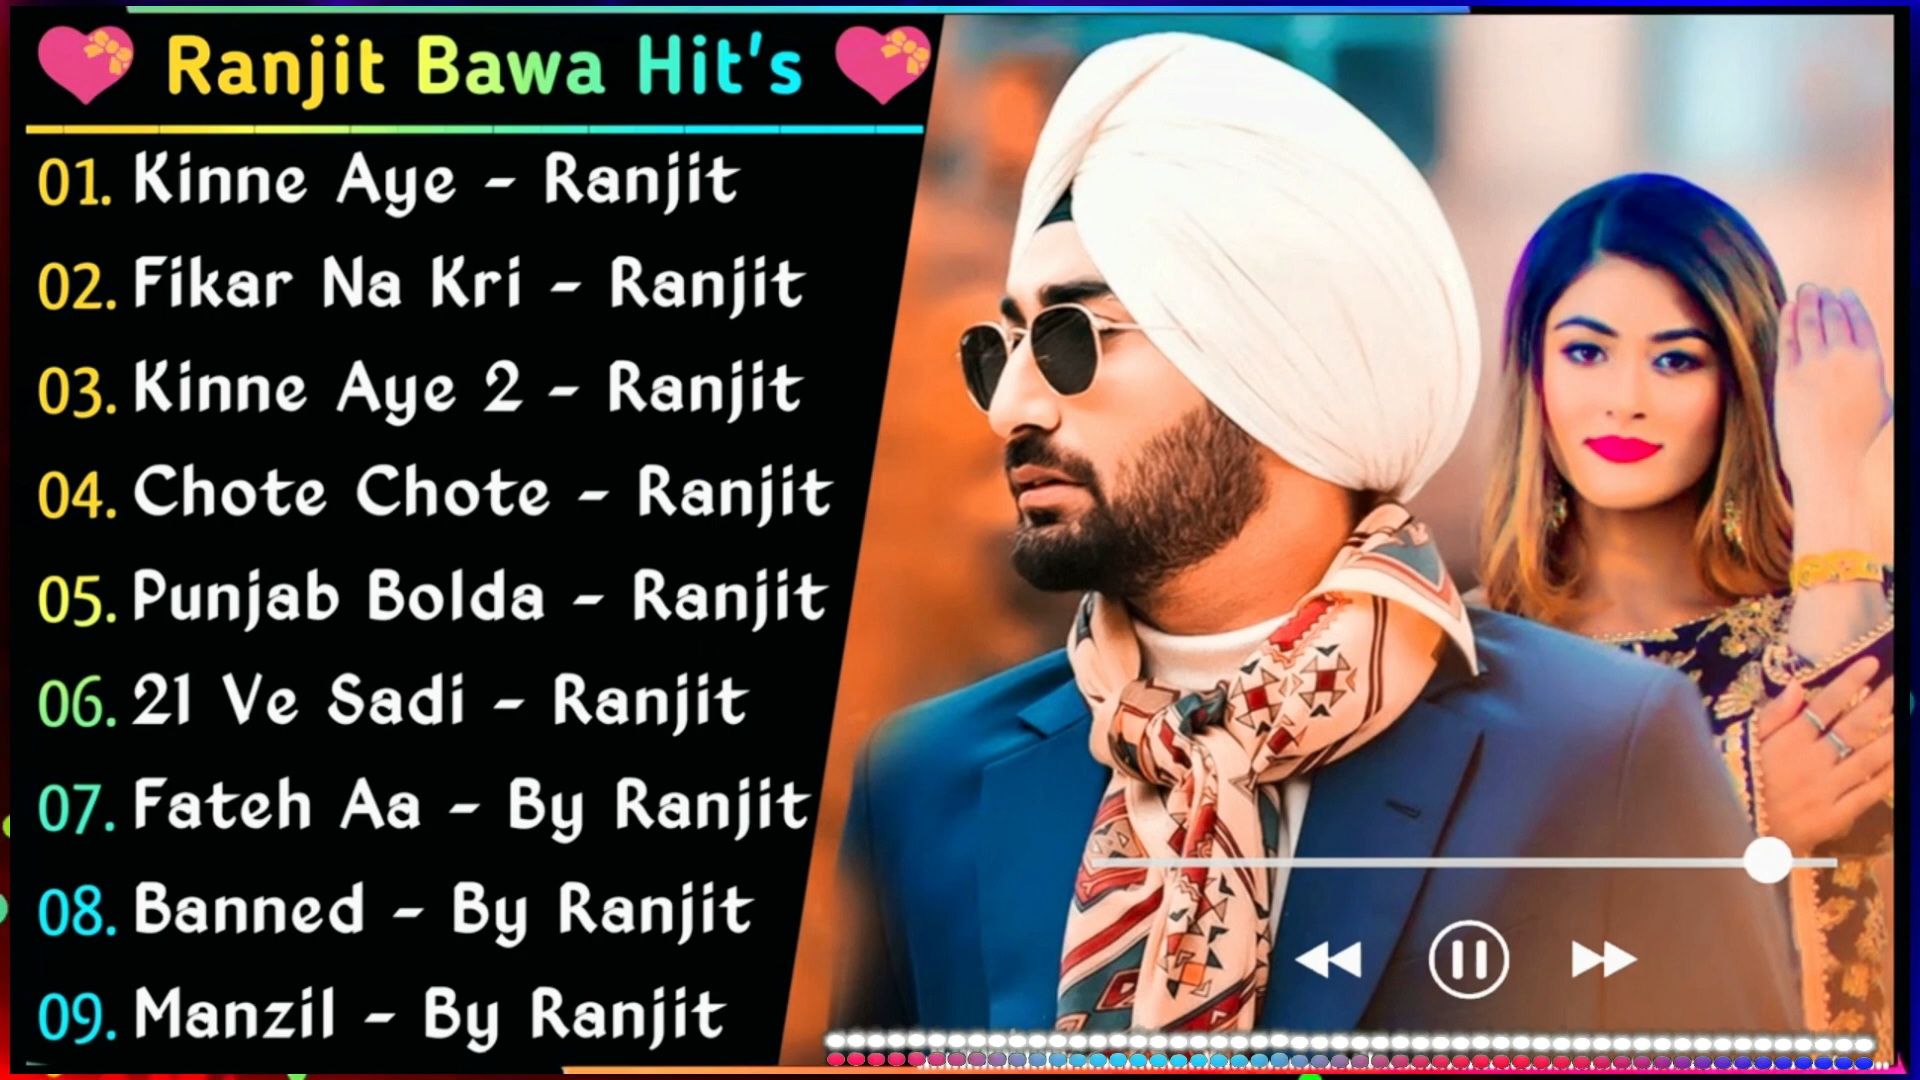 Ranjit Bawa Hit's
01. Kinne Aye - Ranjit
02. Fikar Na Kri - Ranjit
03. Kinne Aye 2 - Ranjit
04. Chote Chote - Ranjit
05. Punjab Bolda - Ranjit
06. 21 Ve Sadi - Ranjit
07. Fateh Aa - By Ranjit
08. Banned - By Ranjit
09. Manzil - By Ranjit